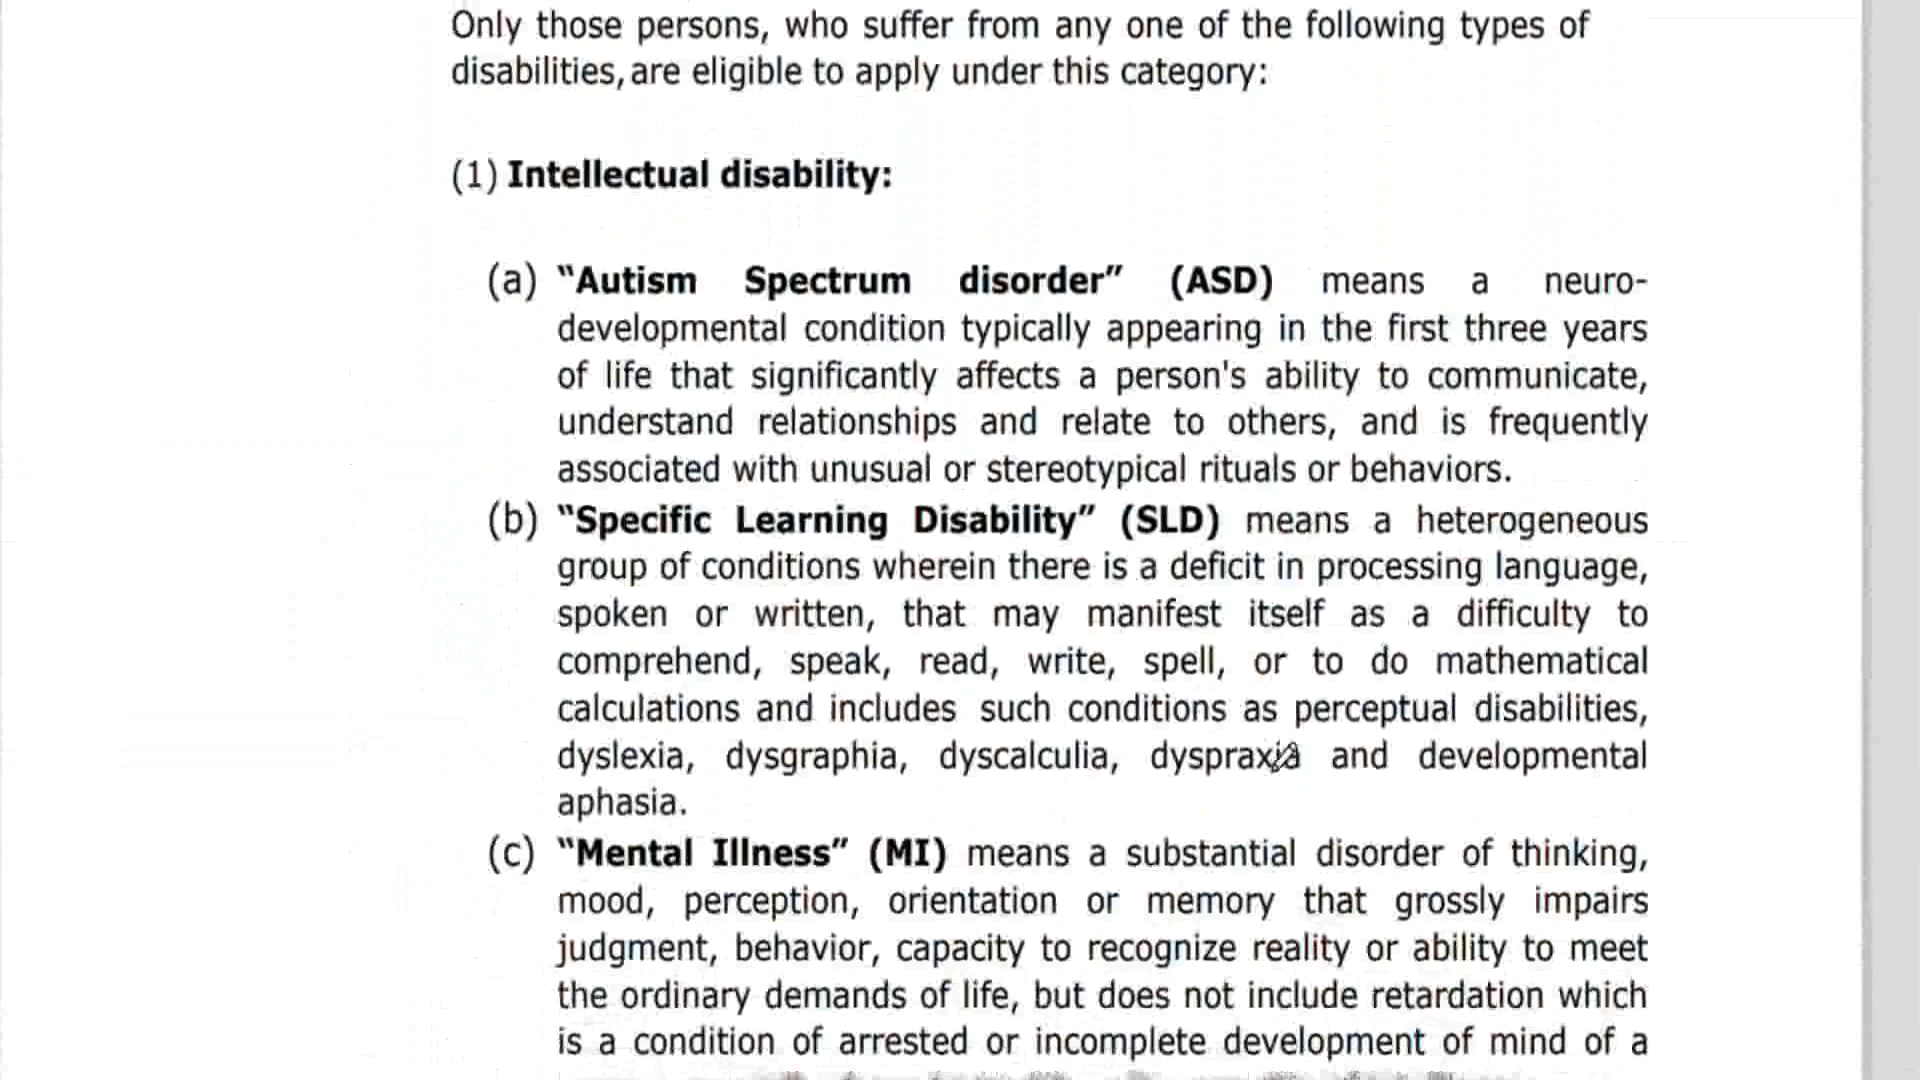 Only those persons, who suffer from any one of the following types of
disabilities, are eligible to apply under this category:
(1) Intellectual disability:
(a) “Autism Spectrum disorder” (ASD) means a neuro-
developmental condition typically appearing in the first three years
of life that significantly affects a person's ability to communicate,
understand relationships and relate to others, and is frequently
associated with unusual or stereotypical rituals or behaviors.
(b) “Specific Learning Disability” (SLD) means a heterogeneous
group of conditions wherein there is a deficit in processing language,
spoken or written, that may manifest itself as a difficulty to
comprehend, speak, read, write, spell, or to do mathematical
calculations and includes such conditions as perceptual disabilities,
dyslexia, dysgraphia, dyscalculia, dyspraxia and developmental
aphasia.
(c) “Mental Illness” (MI) means a substantial disorder of thinking,
mood, perception, orientation or memory that grossly impairs
judgment, behavior, capacity to recognize reality or ability to meet
the ordinary demands of life, but does not include retardation which
is a condition of arrested or incomplete development of mind of a